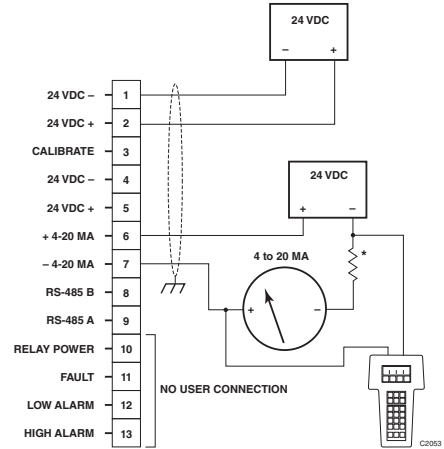 24 VDC
– +
24 VDC – 1
24 VDC + 2
CALIBRATE 3
24 VDC – 4
24 VDC + 5
+ 4-20 MA 6
– 4-20 MA 7
RS-485 B 8
RS-485 A 9
RELAY POWER 10
FAULT 11
LOW ALARM 12
HIGH ALARM 13
24 VDC
+ –
4 to 20 MA
*
+ –
NO USER CONNECTION
C2053